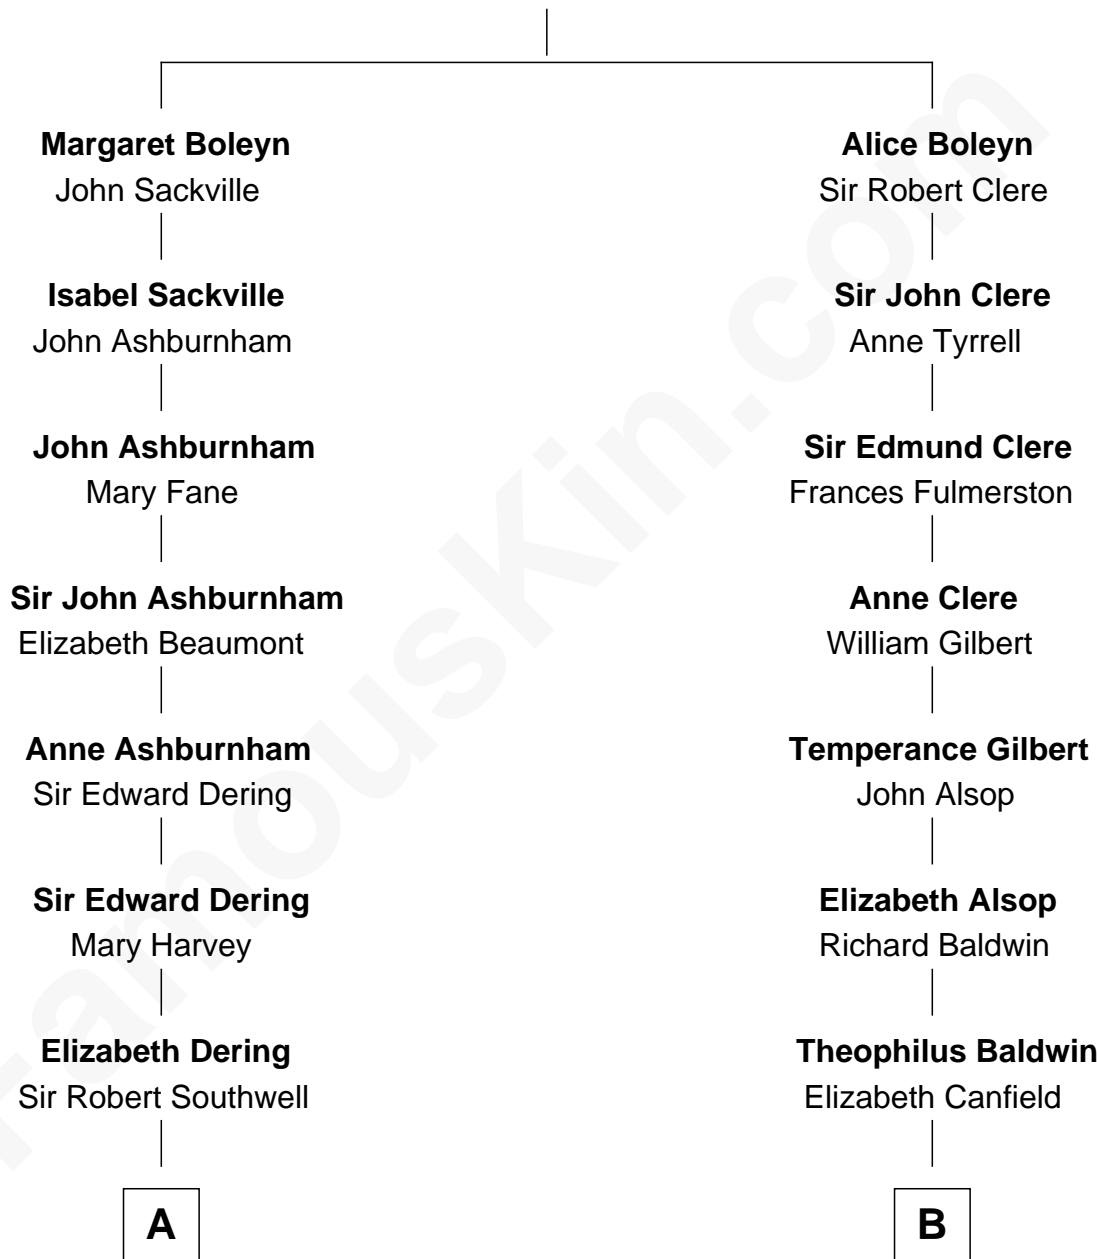 Margaret Boleyn
John Sackville
Isabel Sackville
John Ashburnham
John Ashburnham
Mary Fane
Sir John Ashburnham
Elizabeth Beaumont
Anne Ashburnham
Sir Edward Dering
Sir Edward Dering
Mary Harvey
Elizabeth Dering
Sir Robert Southwell
A
Alice Boleyn
Sir Robert Clere
Sir John Clere
Anne Tyrrell
Sir Edmund Clere
Frances Fulmerston
Anne Clere
William Gilbert
Temperance Gilbert
John Alsop
Elizabeth Alsop
Richard Baldwin
Theophilus Baldwin
Elizabeth Canfield
B
FamousKin.com